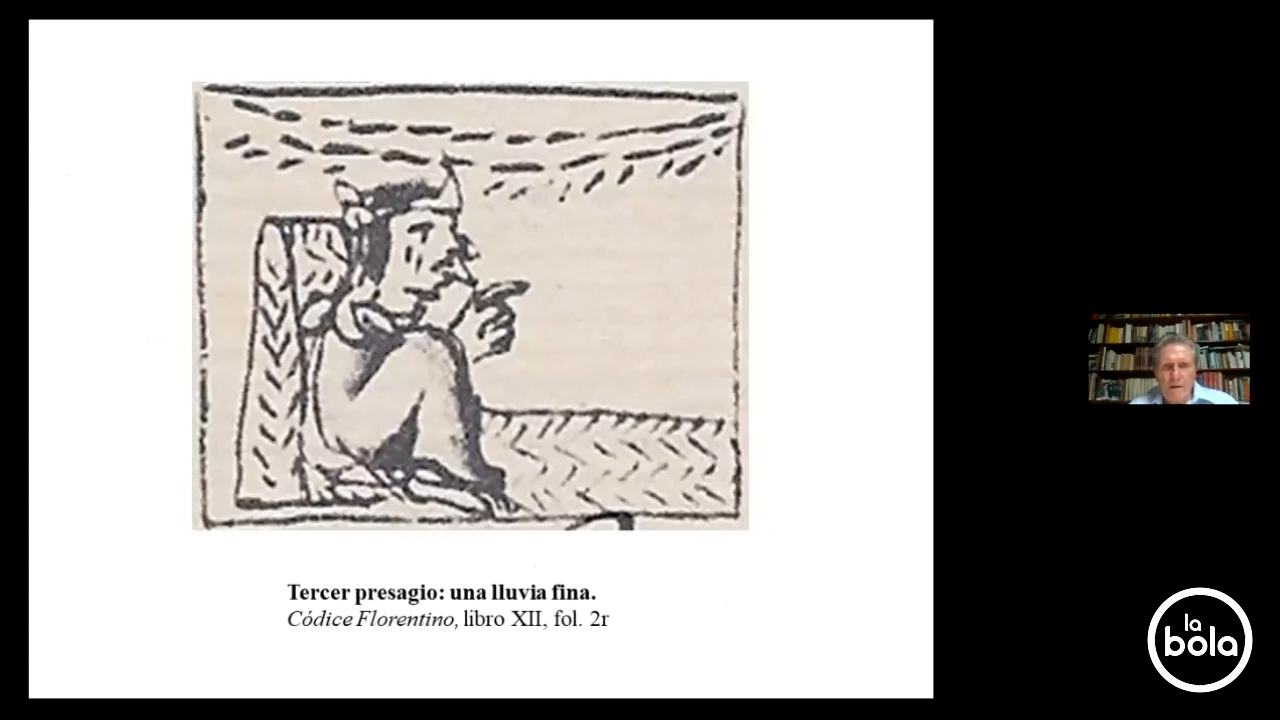 Tercer presagio: una lluvia fina.
Códice Florentino, libro XII, fol. 2r
la
bola